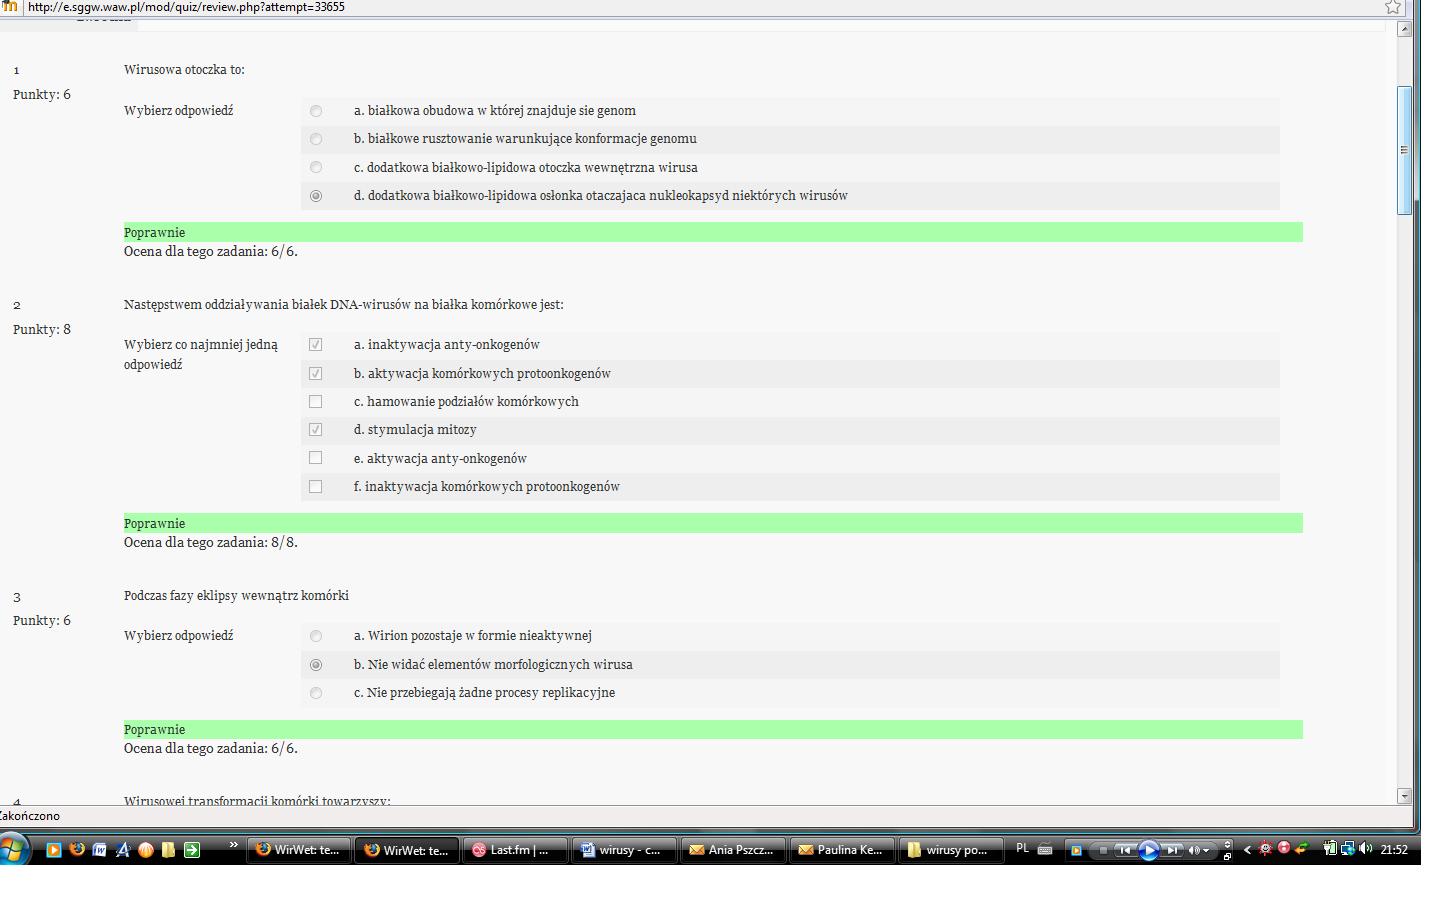 http://e.sggw.waw.pl/mod/quiz/review.php?attempt=33655
1
Wirusowa otoczka to:
Punkty: 6
Wybierz odpowiedź
a. białkowa obudowa w której znajduje sie genom
b. białkowe rusztowanie warunkujące konformacje genomu
c. dodatkowa białkowo-lipidowa otoczka wewnętrzna wirusa
d. dodatkowa białkowo-lipidowa osłonka otaczajaca nukleokapsyd niektórych wirusów
Poprawnie
Ocena dla tego zadania: 6/6.
2
Następstwem oddziaływania białek DNA-wirusów na białka komórkowe jest:
Punkty: 8
Wybierz co najmniej jedną
odpowiedź
a. inaktywacja anty-onkogenów
b. aktywacja komórkowych protoonkogenów
c. hamowanie podziałów komórkowych
d. stymulacja mitozy
e. aktywacja anty-onkogenów
f. inaktywacja komórkowych protoonkogenów
Poprawnie
Ocena dla tego zadania: 8/8.
3
Podczas fazy eklipsy wewnątrz komórki
Punkty: 6
Wybierz odpowiedź
a. Wirion pozostaje w formie nieaktywnej
b. Nie widać elementów morfologicznych wirusa
c. Nie przebiegają żadne procesy replikacyjne
Poprawnie
Ocena dla tego zadania: 6/6.
4
Wirusowej transformacji komórki towarzyszy:
Zakończono
WirWet: te...
WirWet: te...
Last.fm | ...
wirusy - c...
Ania Pszcz...
Paulina Ke...
wirusy po...
PL
21:52